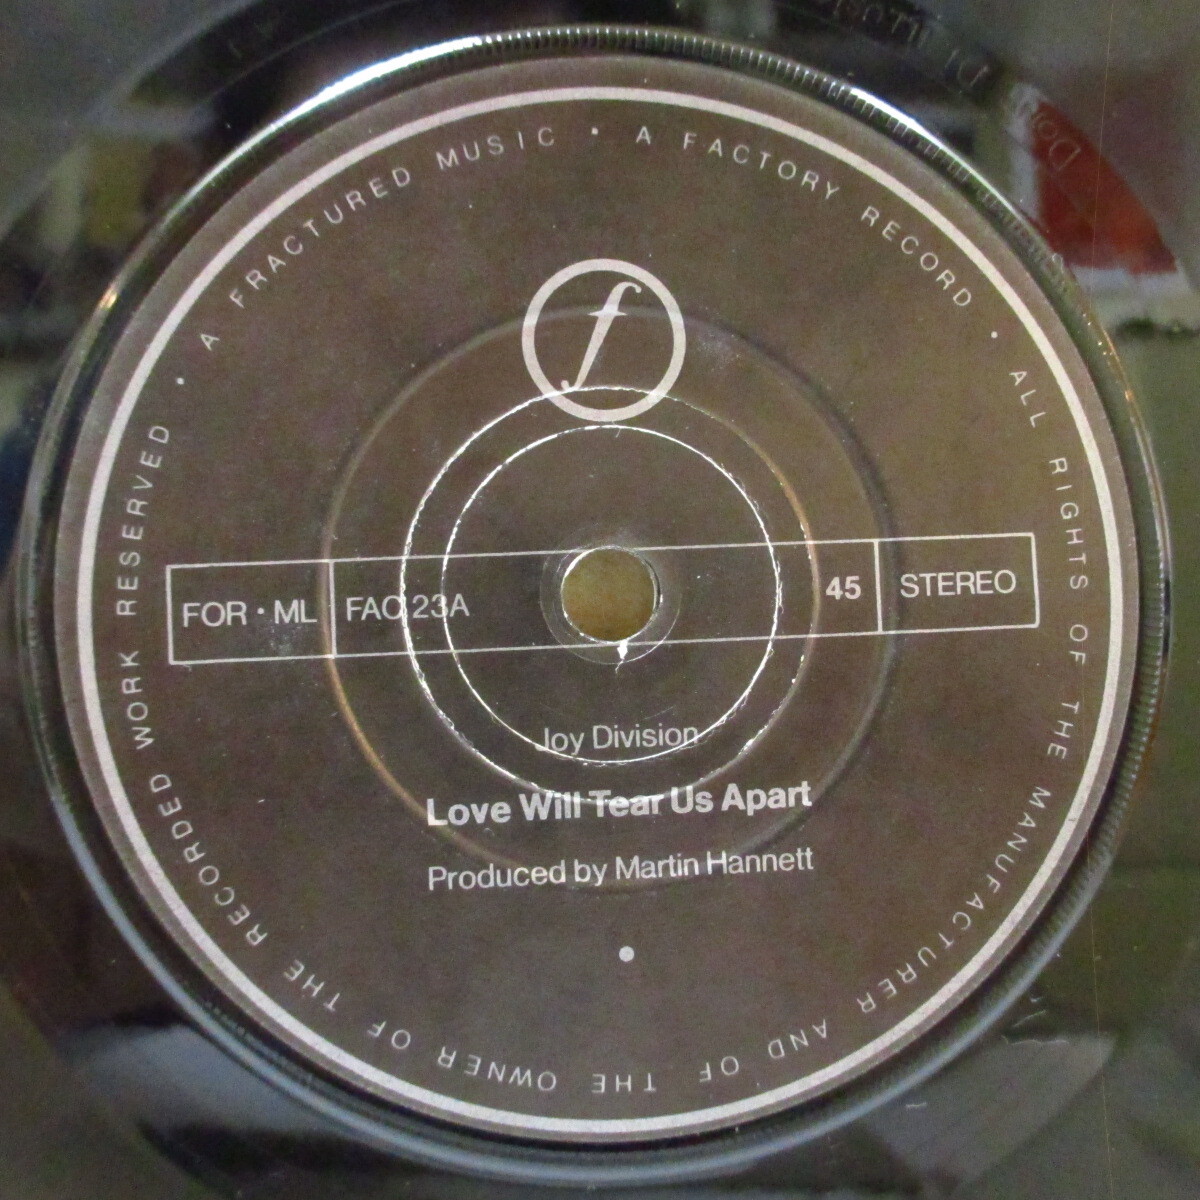 A FRACTURED MUSIC · A FACTORY RECORD · ALL RIGHTS OF THE MANUFACTURER AND OF THE OWNER OF THE RECORDED WORK RESERVED ·
f
FOR · ML FAC 23A 45 STEREO
Joy Division
Love Will Tear Us Apart
Produced by Martin Hannett